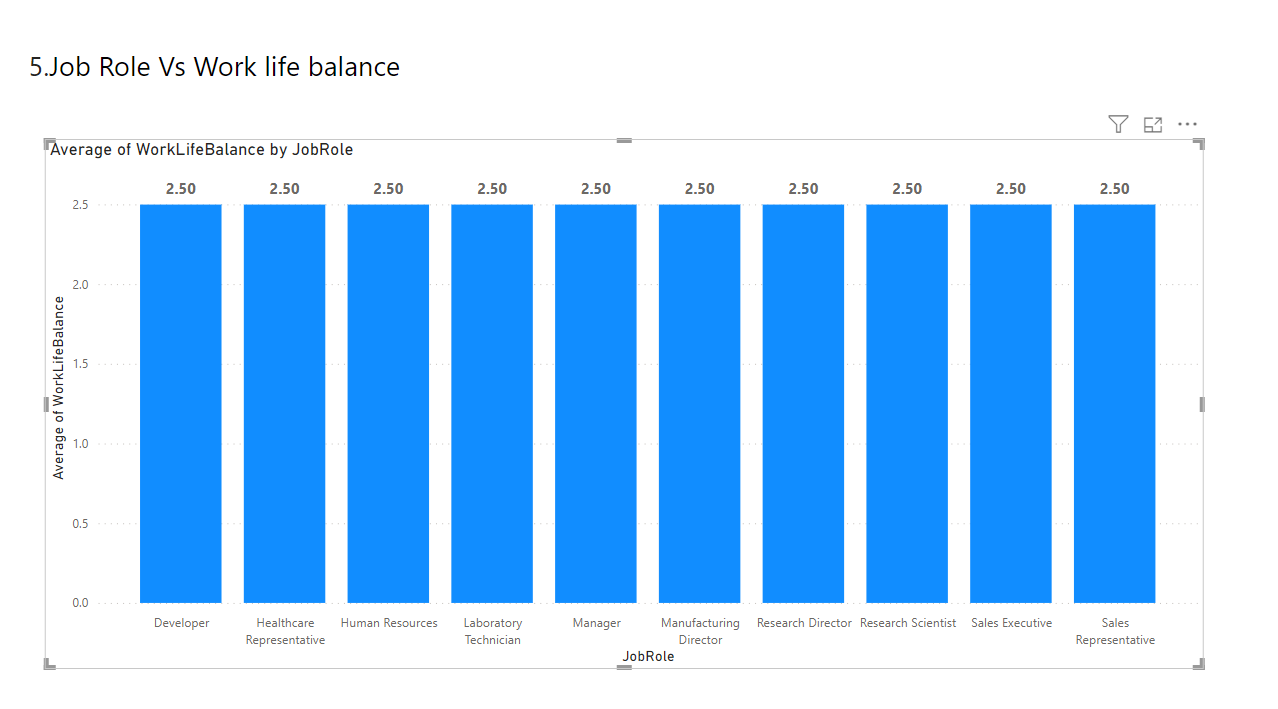 5.Job Role Vs Work life balance
Average of WorkLifeBalance by JobRole
2.50 2.50 2.50 2.50 2.50 2.50 2.50 2.50 2.50 2.50
2.5
2.0
1.5
1.0
0.5
0.0
Average of WorkLifeBalance
Developer Healthcare Human Resources Laboratory Manager Manufacturing Research Director Research Scientist Sales Executive Sales
Representative Technician Director Representative
JobRole